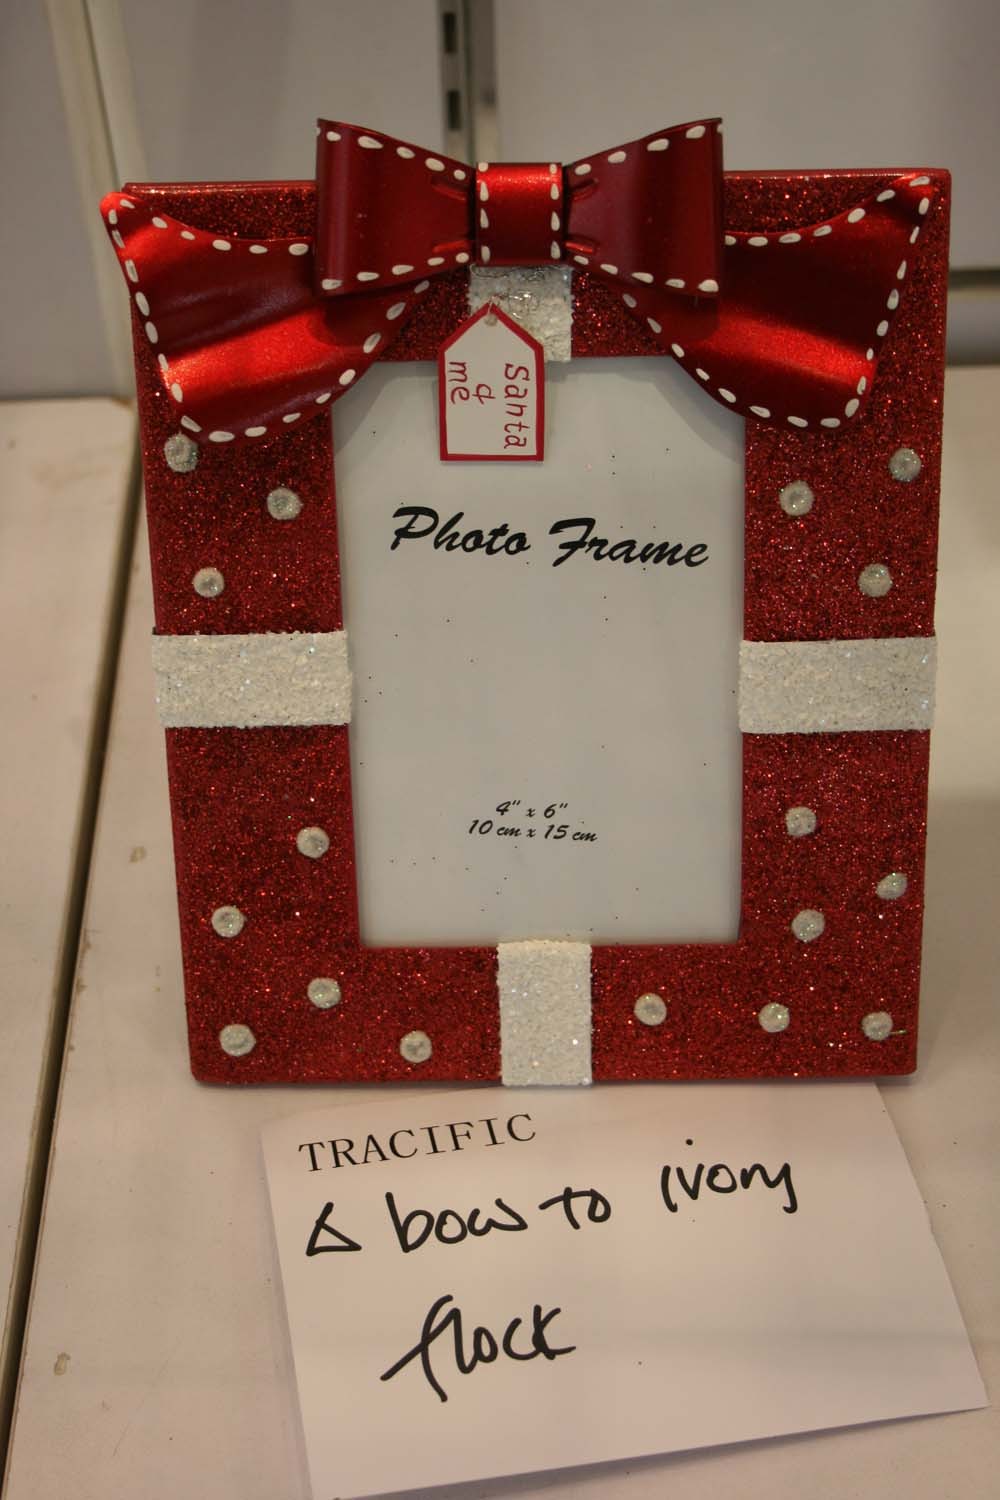 Santa
&
me
Photo Frame
4" x 6"
10 cm x 15 cm
TRACIFIC
Δ bow to ivory
flock